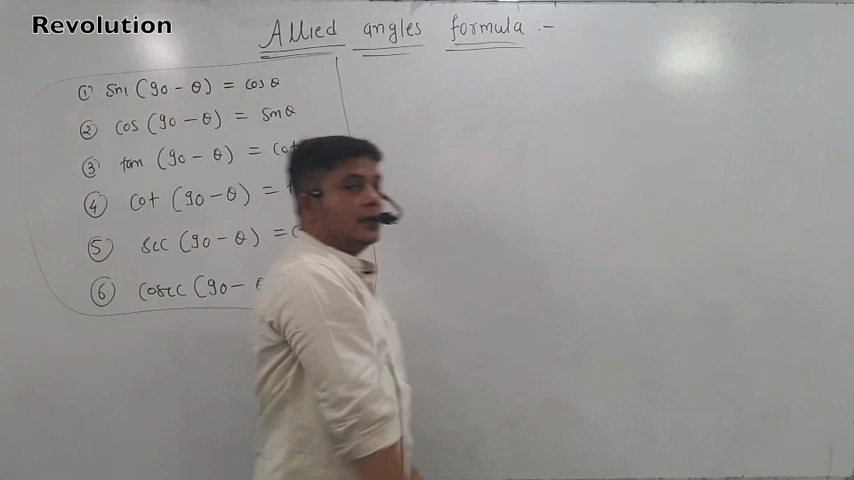 Revolution
Allied angles formula :-
① sin (90 - θ) = cos θ
② cos (90 - θ) = sin θ
③ tan (90 - θ) = cot
④ cot (90 - θ) =
⑤ sec (90 - θ) =
⑥ cosec (90 -